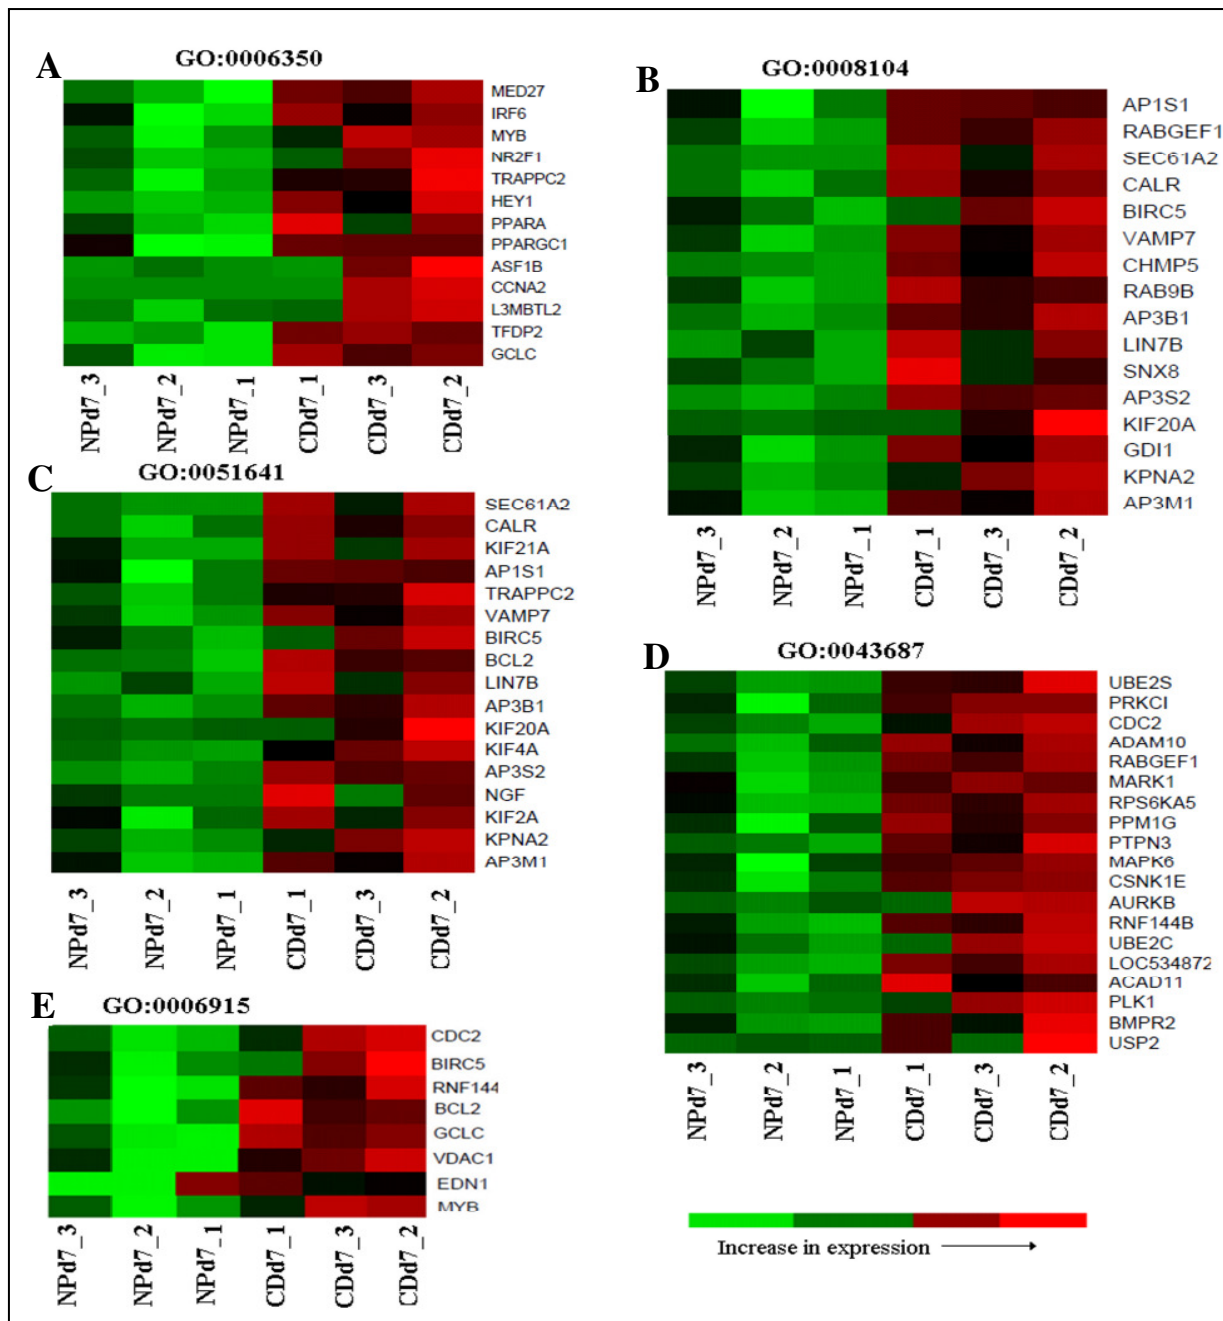 A
GO:0006350
MED27
IRF6
MYB
NR2F1
TRAPPC2
HEY1
PPARA
PPARGC1
ASF1B
CCNA2
L3MBTL2
TFDP2
GCLC
NPd7_3
NPd7_2
NPd7_1
CDd7_1
CDd7_3
CDd7_2
B
GO:0008104
AP1S1
RABGEF1
SEC61A2
CALR
BIRC5
VAMP7
CHMP5
RAB9B
AP3B1
LIN7B
SNX8
AP3S2
KIF20A
GDI1
KPNA2
AP3M1
NPd7_3
NPd7_2
NPd7_1
CDd7_1
CDd7_3
CDd7_2
C
GO:0051641
SEC61A2
CALR
KIF21A
AP1S1
TRAPPC2
VAMP7
BIRC5
BCL2
LIN7B
AP3B1
KIF20A
KIF4A
AP3S2
NGF
KIF2A
KPNA2
AP3M1
NPd7_3
NPd7_2
NPd7_1
CDd7_1
CDd7_3
CDd7_2
D
GO:0043687
UBE2S
PRKCI
CDC2
ADAM10
RABGEF1
MARK1
RPS6KA5
PPM1G
PTPN3
MAPK6
CSNK1E
AURKB
RNF144B
UBE2C
LOC534872
ACAD11
PLK1
BMPR2
USP2
NPd7_3
NPd7_2
NPd7_1
CDd7_1
CDd7_3
CDd7_2
E
GO:0006915
CDC2
BIRC5
RNF144
BCL2
GCLC
VDAC1
EDN1
MYB
NPd7_3
NPd7_2
NPd7_1
CDd7_1
CDd7_3
CDd7_2
Increase in expression